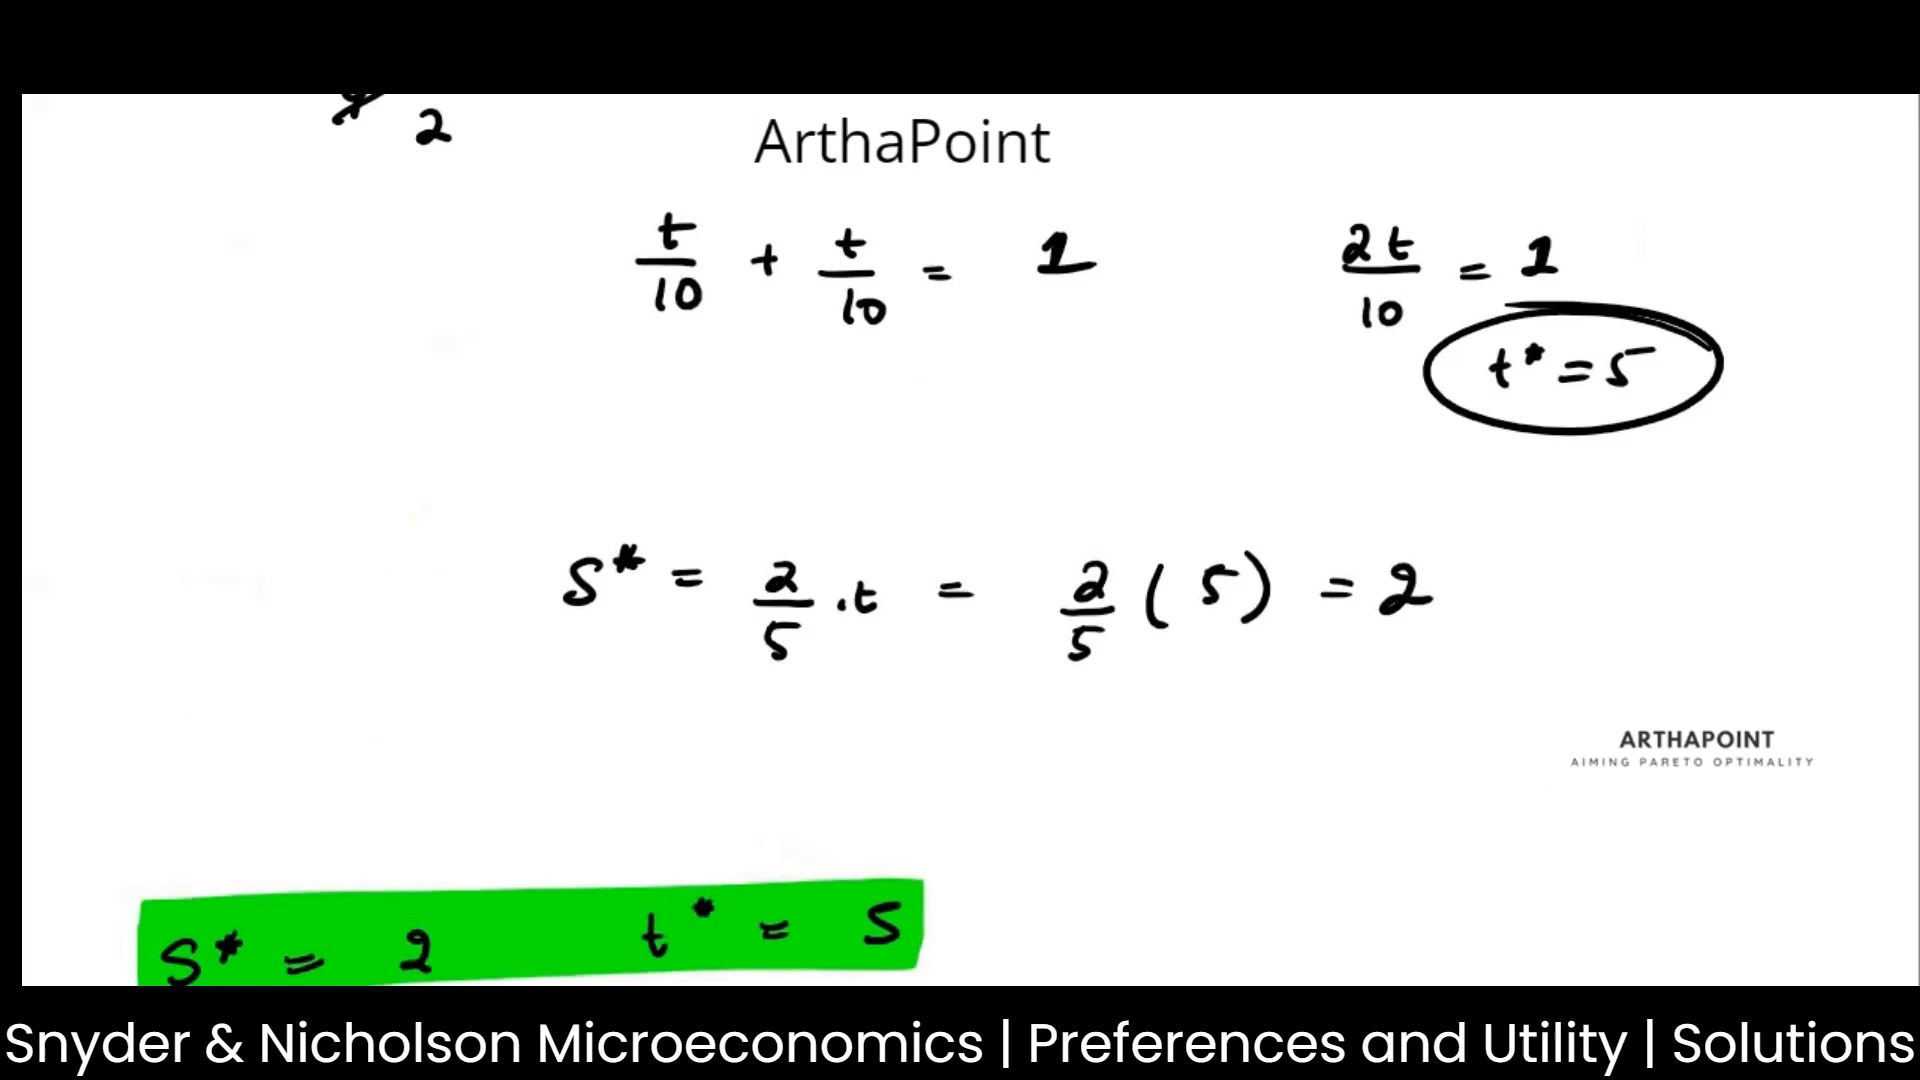 2
ArthaPoint
t/10 + t/10 = 1
2t/10 = 1
t* = 5
S* = 2/5 .t = 2/5 ( 5 ) = 2
ARTHAPOINT
AIMING PARETO OPTIMALITY
S* = 2 t* = 5
Snyder & Nicholson Microeconomics | Preferences and Utility | Solutions